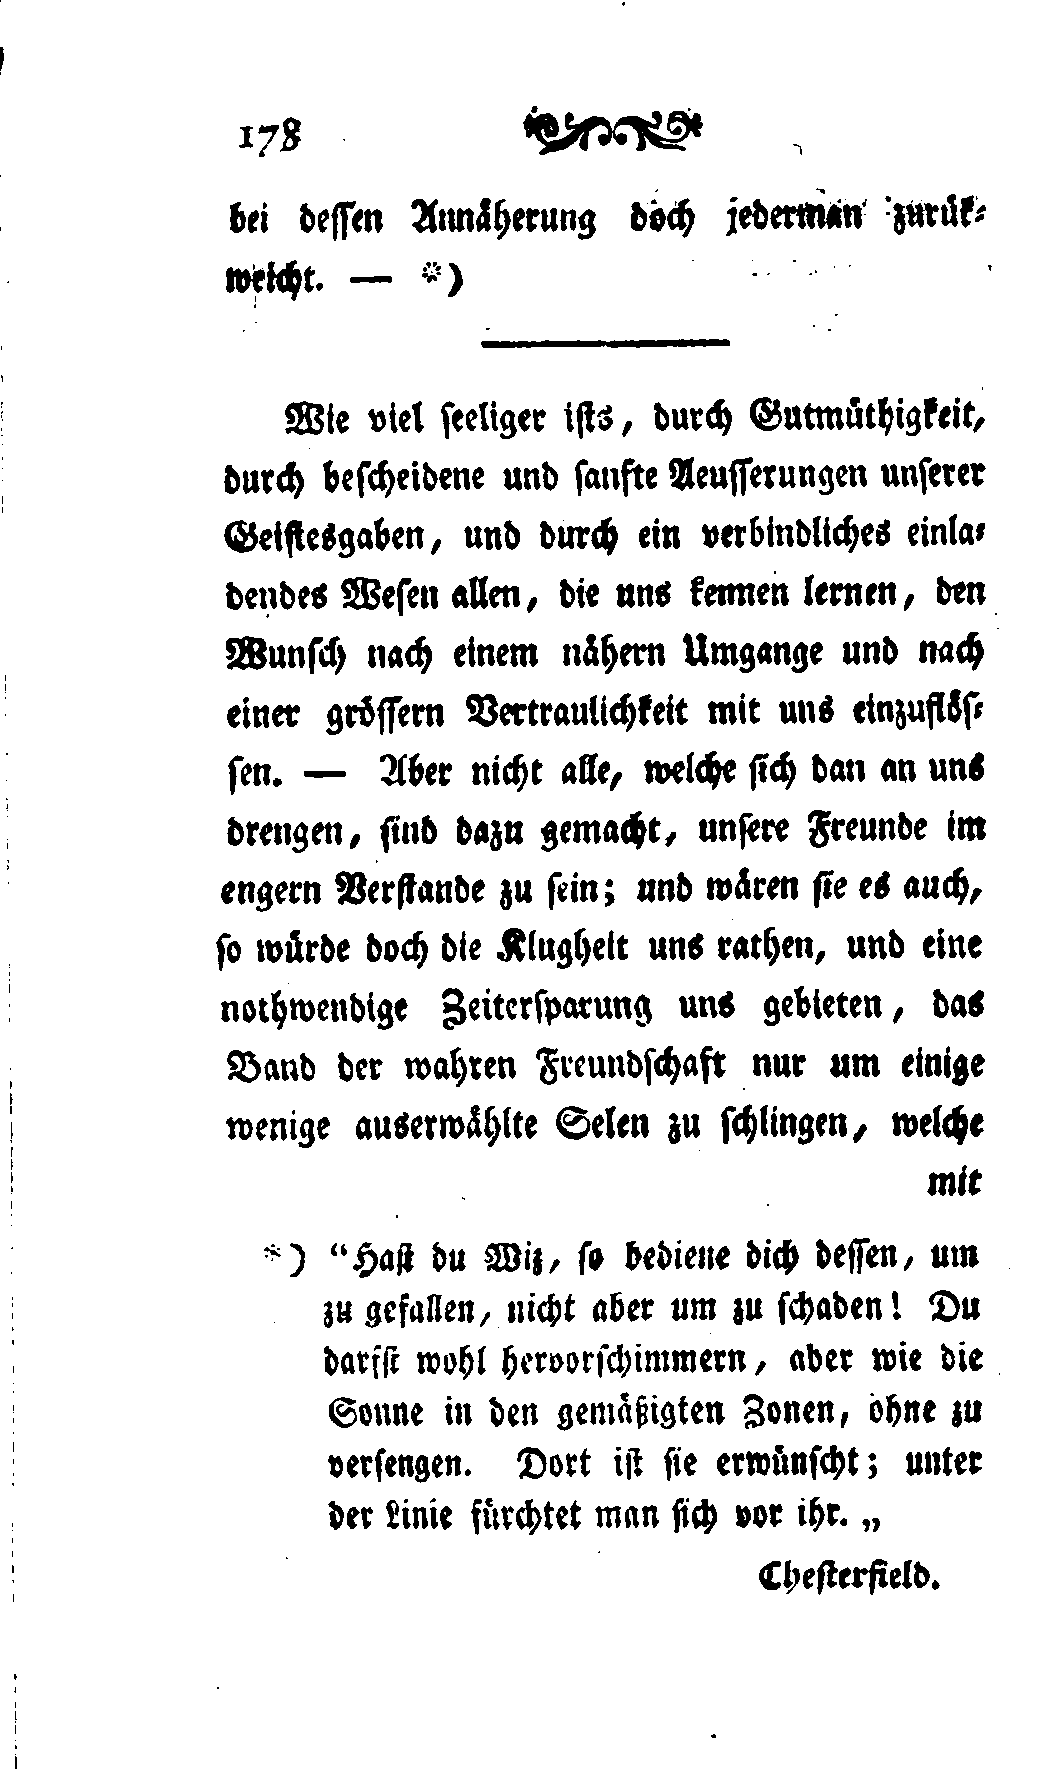 178
bei dessen Annäherung doch jederman zurük-
weicht. — *)
Wie viel seeliger ists, durch Gutmüthigkeit,
durch bescheidene und sanfte Aeusserungen unserer
Geistesgaben, und durch ein verbindliches einla-
dendes Wesen allen, die uns kennen lernen, den
Wunsch nach einem nähern Umgange und nach
einer grössern Vertraulichkeit mit uns einzuflös-
sen. — Aber nicht alle, welche sich dan an uns
drengen, sind dazu gemacht, unsere Freunde im
engern Verstande zu sein; und wären sie es auch,
so würde doch die Klugheit uns rathen, und eine
nothwendige Zeitersparung uns gebieten, das
Band der wahren Freundschaft nur um einige
wenige auserwählte Selen zu schlingen, welche
mit
*) “Hast du Wiz, so bediene dich dessen, um
zu gefallen, nicht aber um zu schaden! Du
darfst wohl hervorschimmern, aber wie die
Sonne in den gemäßigten Zonen, ohne zu
versengen. Dort ist sie erwünscht; unter
der Linie fürchtet man sich vor ihr.„
Chesterfield.